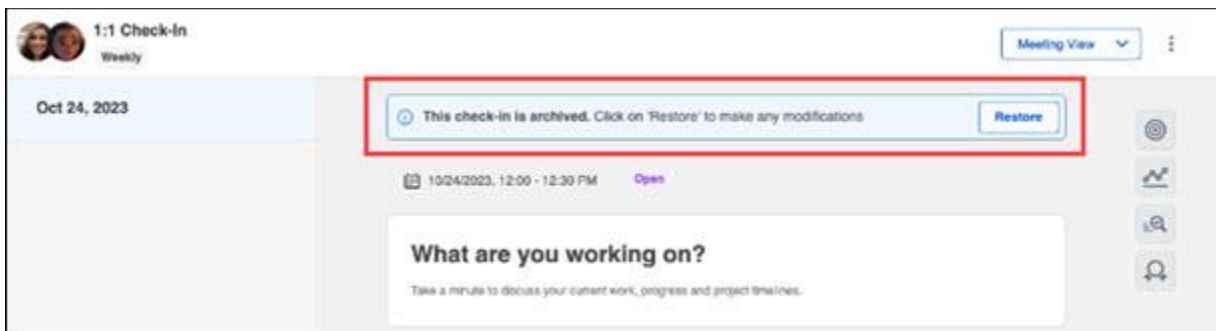 1:1 Check-In
Weekly
Meeting View
Oct 24, 2023
This check-in is archived. Click on 'Restore' to make any modifications
Restore
10/24/2023, 12:00 - 12:30 PM
Open
What are you working on?
Take a minute to discuss your current work, progress and project timelines.